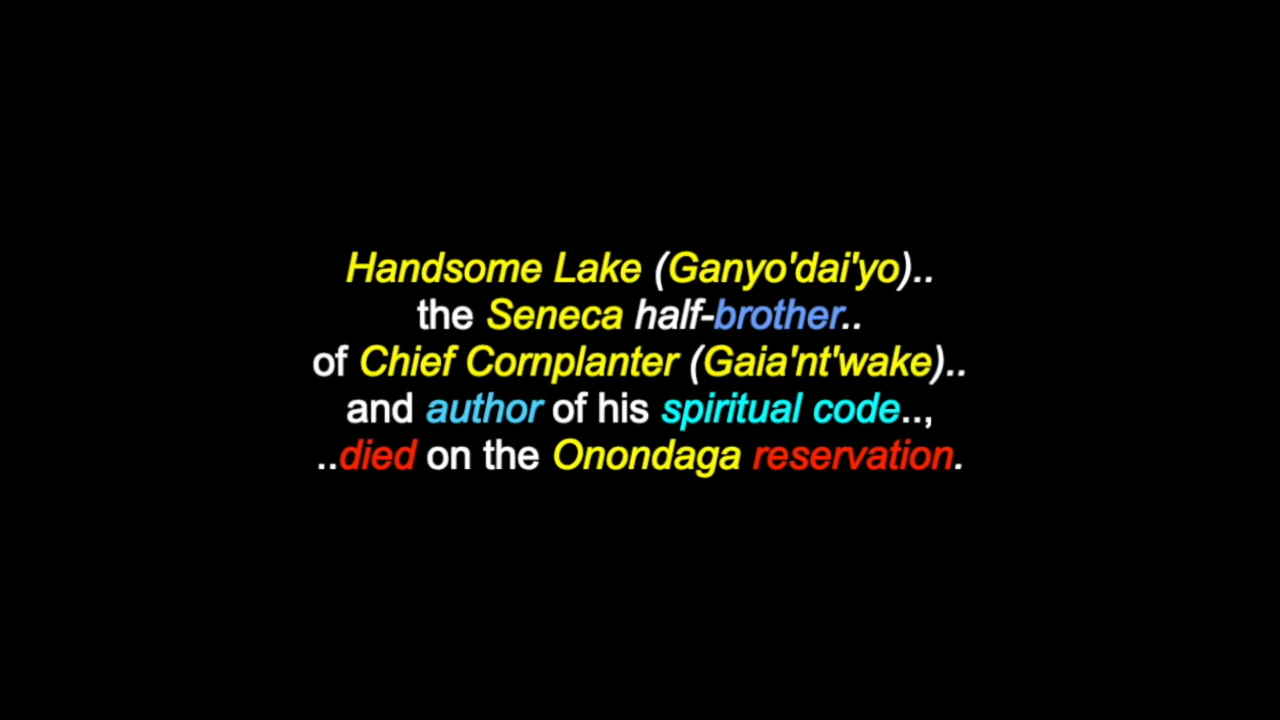 Handsome Lake (Ganyo'dai'yo)..
the Seneca half-brother..
of Chief Cornplanter (Gaia'nt'wake)..
and author of his spiritual code..,
..died on the Onondaga reservation.